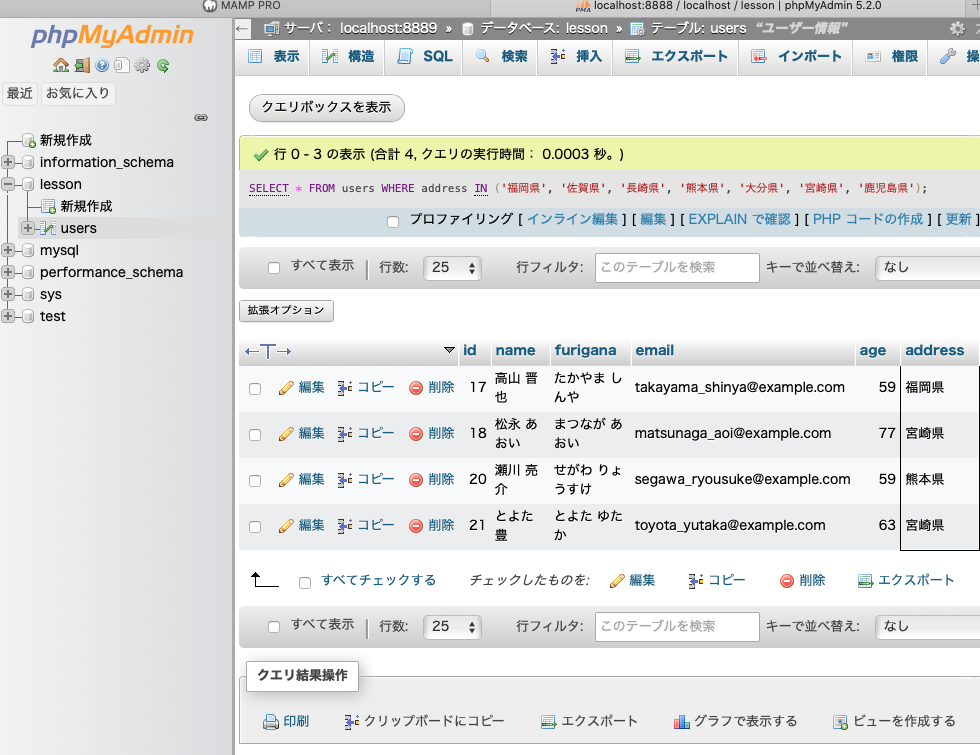 MAMP PRO
localhost:8888 / localhost / lesson | phpMyAdmin 5.2.0
phpMyAdmin
サーバ: localhost:8889 » データベース: lesson » テーブル: users “ユーザー情報”
表示 構造 SQL 検索 挿入 エクスポート インポート 権限
最近 お気に入り
新規作成
information_schema
lesson
新規作成
users
mysql
performance_schema
sys
test
クエリボックスを表示
行 0 - 3 の表示 (合計 4, クエリの実行時間: 0.0003 秒。)
SELECT * FROM users WHERE address IN ('福岡県', '佐賀県', '長崎県', '熊本県', '大分県', '宮崎県', '鹿児島県');
プロファイリング [ インライン編集 ] [ 編集 ] [ EXPLAIN で確認 ] [ PHP コードの作成 ] [ 更新 ]
すべて表示 | 行数: 25 行フィルタ: このテーブルを検索 キーで並べ替え: なし
拡張オプション
←T→ id name furigana email age address
編集 コピー 削除 17 高山 晋也 たかやま しんや takayama_shinya@example.com 59 福岡県
編集 コピー 削除 18 松永 あおい まつなが あおい matsunaga_aoi@example.com 77 宮崎県
編集 コピー 削除 20 瀬川 亮介 せがわ りょうすけ segawa_ryousuke@example.com 59 熊本県
編集 コピー 削除 21 とよた 豊 とよた ゆたか toyota_yutaka@example.com 63 宮崎県
すべてチェックする チェックしたものを: 編集 コピー 削除 エクスポート
すべて表示 | 行数: 25 行フィルタ: このテーブルを検索 キーで並べ替え: なし
クエリ結果操作
印刷 クリップボードにコピー エクスポート グラフで表示する ビューを作成する